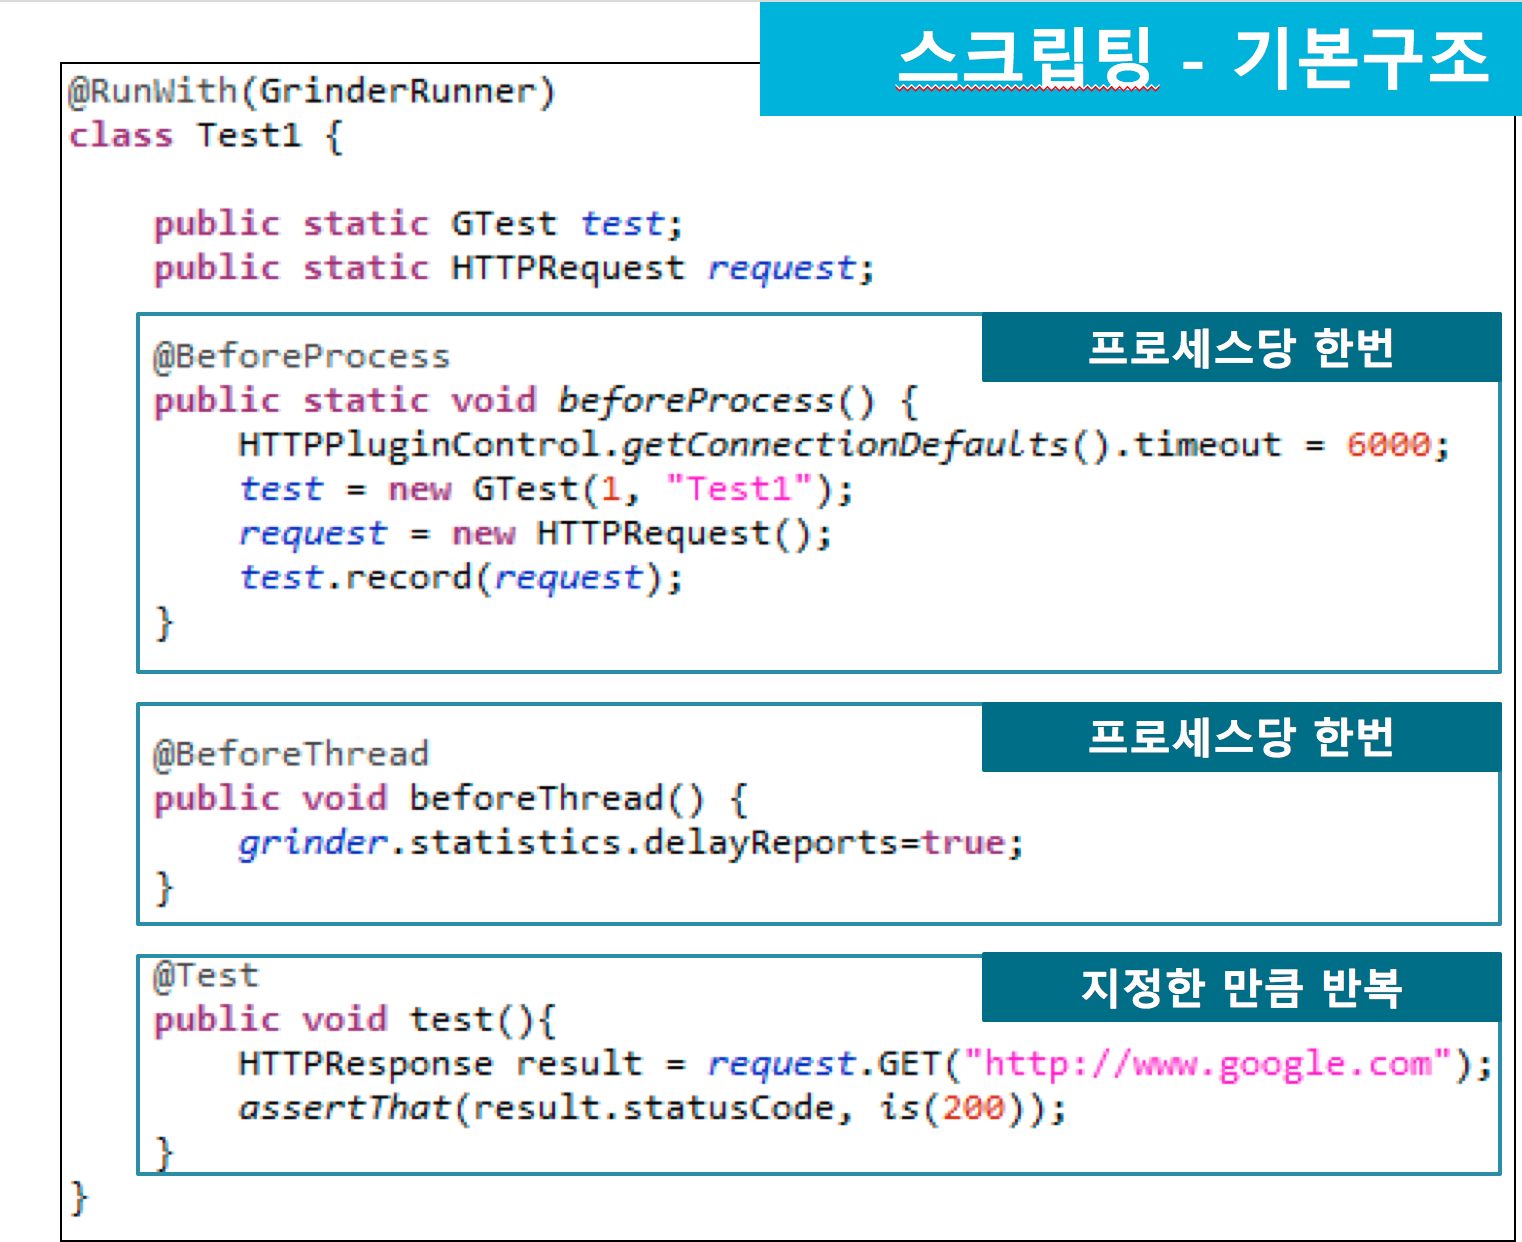 스크립팅 - 기본구조
@RunWith(GrinderRunner)
class Test1 {
public static GTest test;
public static HTTPRequest request;
프로세스당 한번
@BeforeProcess
public static void beforeProcess() {
HTTPPluginControl.getConnectionDefaults().timeout = 6000;
test = new GTest(1, "Test1");
request = new HTTPRequest();
test.record(request);
}
프로세스당 한번
@BeforeThread
public void beforeThread() {
grinder.statistics.delayReports=true;
}
지정한 만큼 반복
@Test
public void test(){
HTTPResponse result = request.GET("http://www.google.com");
assertThat(result.statusCode, is(200));
}
}